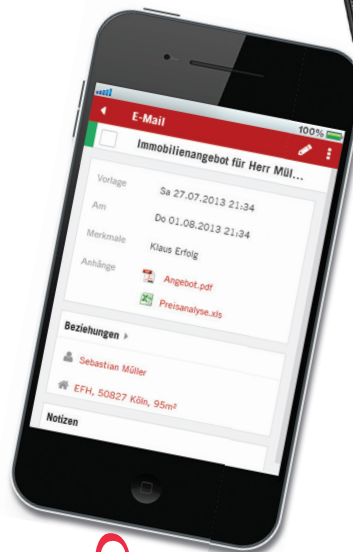 100%
E-Mail
Immobilienangebot für Herr Mül...
Vorlage Sa 27.07.2013 21:34
Am Do 01.08.2013 21:34
Merkmale Klaus Erfolg
Anhänge Angebot.pdf
Preisanalyse.xls
Beziehungen
Sebastian Müller
EFH, 50827 Köln, 95m²
Notizen